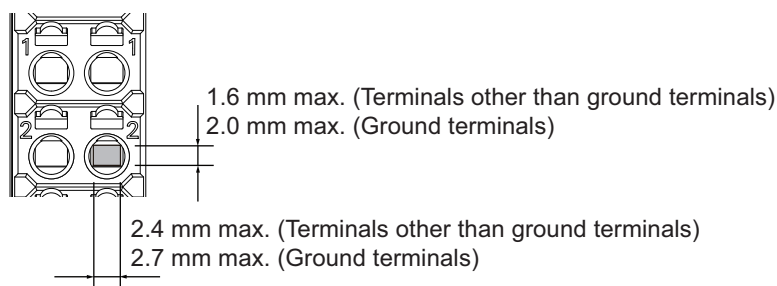 1 1
1.6 mm max. (Terminals other than ground terminals)
2.0 mm max. (Ground terminals)
2 2
2.4 mm max. (Terminals other than ground terminals)
2.7 mm max. (Ground terminals)